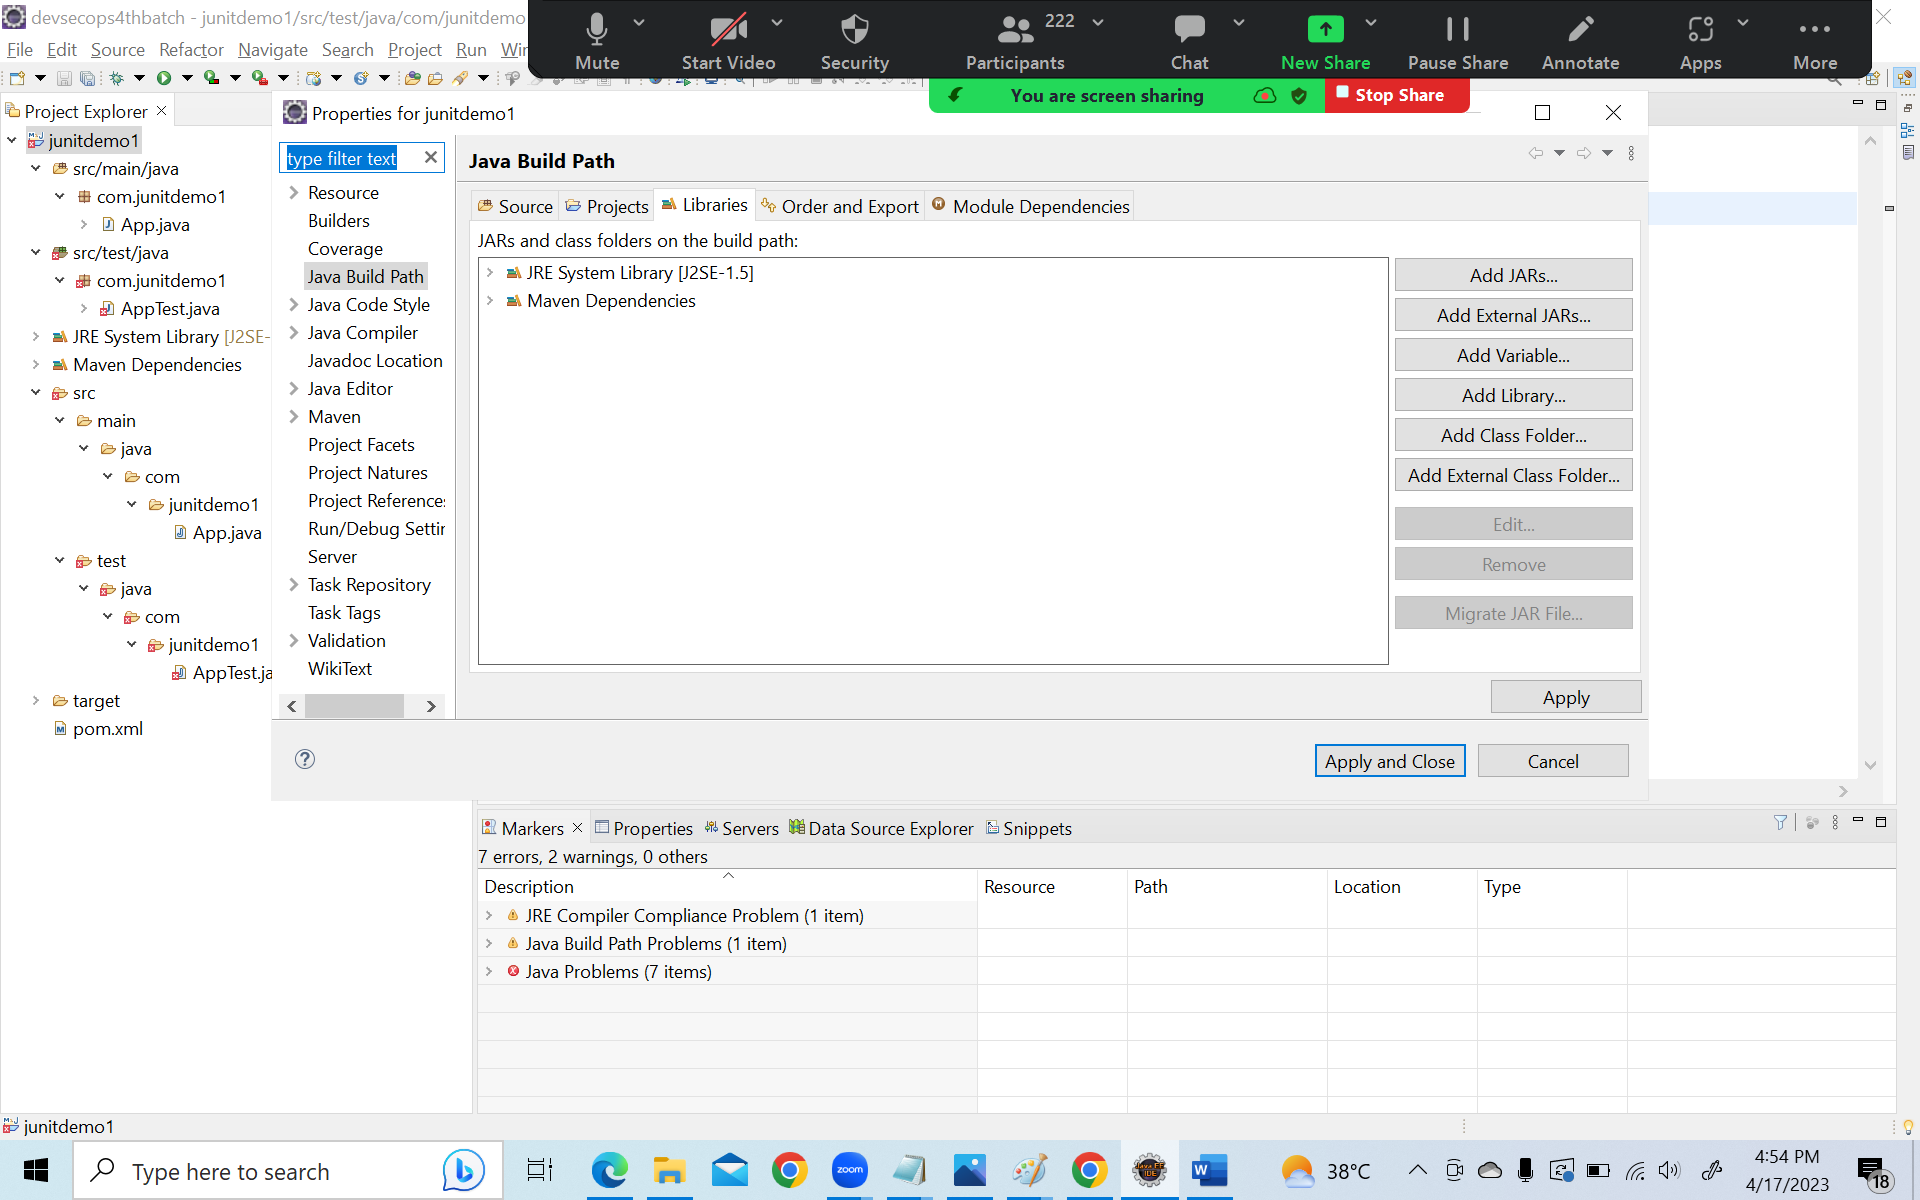 devsecops4thbatch - junitdemo1/src/test/java/com/junitdemo
File Edit Source Refactor Navigate Search Project Run
Mute
Start Video
Security
222
Participants
Chat
New Share
Pause Share
Annotate
Apps
More
You are screen sharing
Stop Share
Project Explorer
junitdemo1
src/main/java
com.junitdemo1
App.java
src/test/java
com.junitdemo1
AppTest.java
JRE System Library [J2SE-
Maven Dependencies
src
main
java
com
junitdemo1
App.java
test
java
com
junitdemo1
AppTest.ja
target
pom.xml
Properties for junitdemo1
type filter text
Resource
Builders
Coverage
Java Build Path
Java Code Style
Java Compiler
Javadoc Location
Java Editor
Maven
Project Facets
Project Natures
Project References
Run/Debug Settin
Server
Task Repository
Task Tags
Validation
WikiText
Java Build Path
Source Projects Libraries Order and Export Module Dependencies
JARs and class folders on the build path:
JRE System Library [J2SE-1.5]
Maven Dependencies
Add JARs...
Add External JARs...
Add Variable...
Add Library...
Add Class Folder...
Add External Class Folder...
Edit...
Remove
Migrate JAR File...
Apply
Apply and Close
Cancel
Markers Properties Servers Data Source Explorer Snippets
7 errors, 2 warnings, 0 others
Description Resource Path Location Type
JRE Compiler Compliance Problem (1 item)
Java Build Path Problems (1 item)
Java Problems (7 items)
junitdemo1
Type here to search
zoom
38°C
4:54 PM
4/17/2023
18